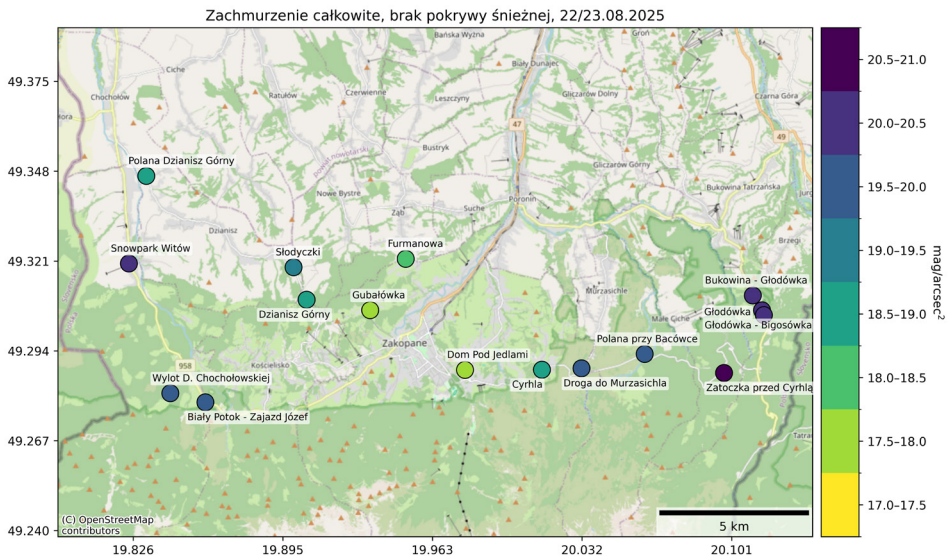 Zachmurzenie całkowite, brak pokrywy śnieżnej, 22/23.08.2025
49.375
49.348
49.321
49.294
49.267
49.240
19.826
19.895
19.963
20.032
20.101
Bańska Wyżna
Groń
Ciche
Biały Dunajec
Chochołów
Ratułów
Czerwienne
Leszczyny
Gliczarów Dolny
Czarna Góra
47
49
Bustryk
powiat nowotarski
Polana Dzianisz Górny
Gliczarów Górny
Nowe Bystre
Bukowina Tatrzańska
Ząb
Suche
Poronin
Dzianisz
Furmanowa
Brzegi
Snowpark Witów
Słodyczki
Bukowina - Głodówka
Gubałówka
Murzasichle
Dzianisz Górny
Głodówka
Małe Ciche
Głodówka - Bigosówka
Zakopane
Polana przy Bacówce
Dom Pod Jedlami
958
Kościelisko
Wylot D. Chochołowskiej
Cyrhla
Droga do Murzasichla
Zatoczka przed Cyrhlą
Biały Potok - Zajazd Józef
Tatra
(C) OpenStreetMap
contributors
5 km
20.5–21.0
20.0–20.5
19.5–20.0
19.0–19.5
18.5–19.0
18.0–18.5
17.5–18.0
17.0–17.5
mag/arcsec²